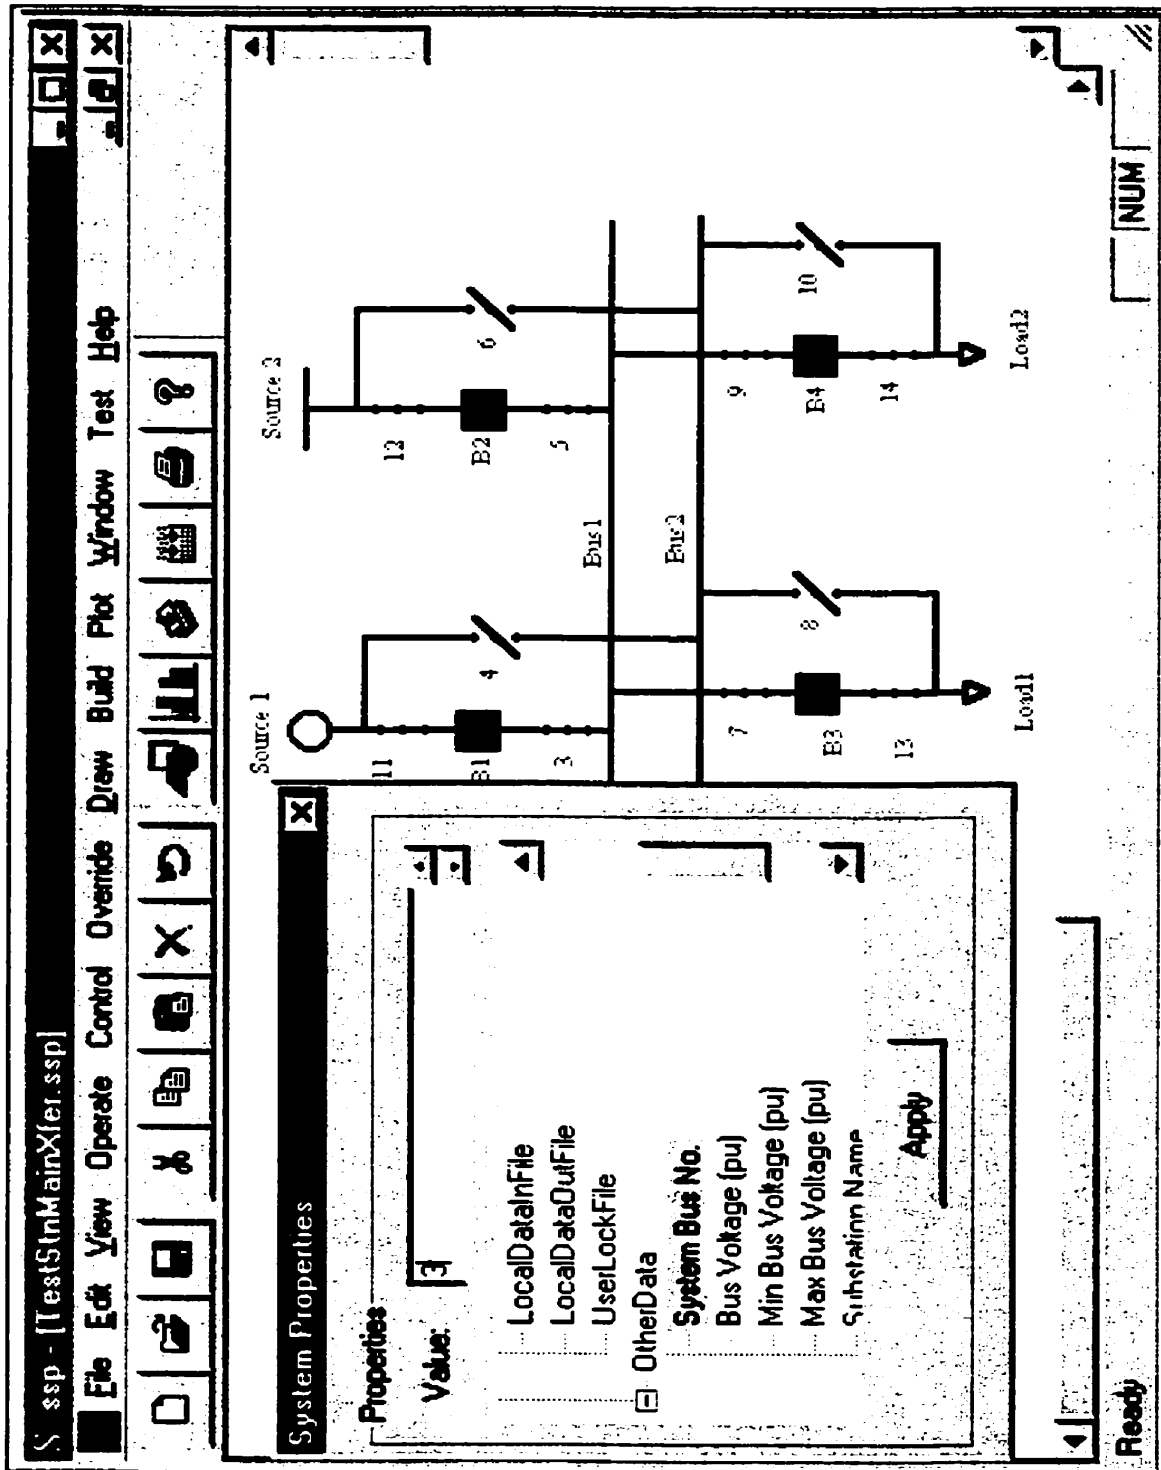 ssp - [TestStnMainXfer.ssp]
File Edit View Operate Control Override Draw Build Plot Window Test Help
System Properties
Properties
Value: 3
LocalDataInFile
LocalDataOutFile
UserLockFile
OtherData
System Bus No.
Bus Voltage (pu)
Min Bus Voltage (pu)
Max Bus Voltage (pu)
Substation Name
Apply
Source 1
Source 2
11
12
4
6
B1
B2
3
5
Bus1
Bus2
7
8
9
10
B3
B4
13
14
Load1
Load2
Ready
NUM